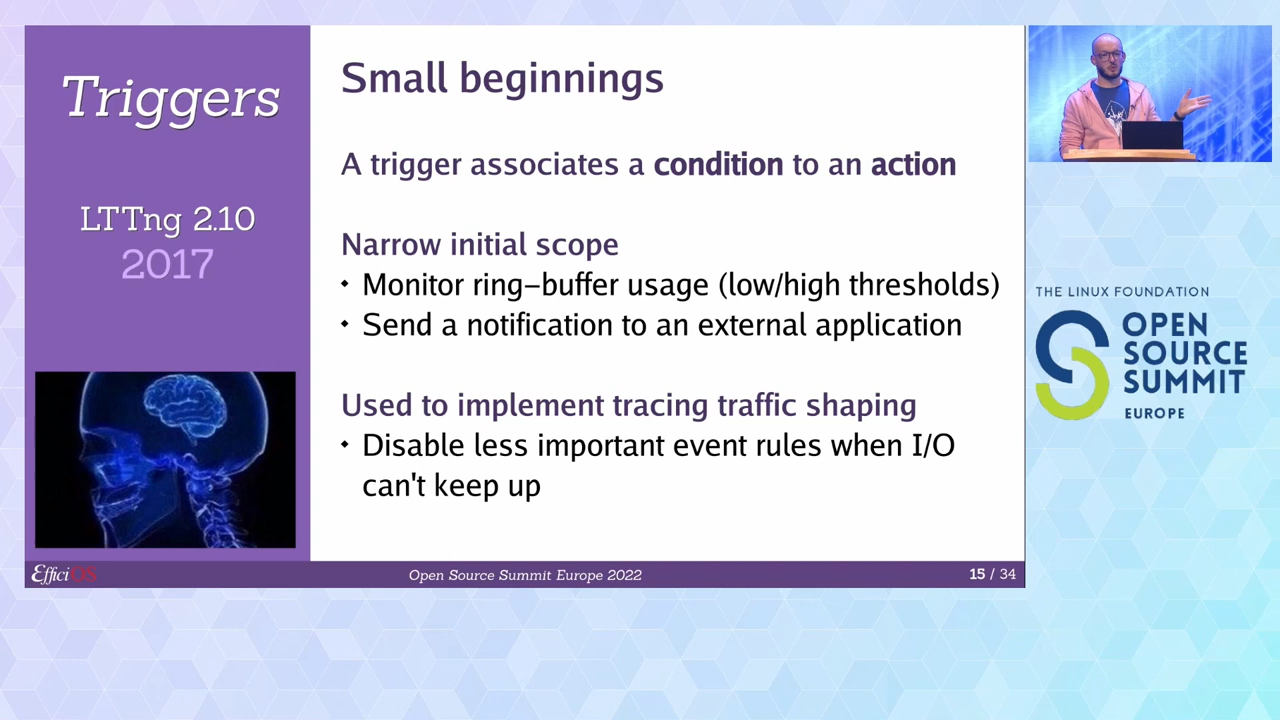 Triggers
LTTng 2.10
2017
Small beginnings
A trigger associates a condition to an action
Narrow initial scope
• Monitor ring-buffer usage (low/high thresholds)
• Send a notification to an external application
Used to implement tracing traffic shaping
• Disable less important event rules when I/O
can't keep up
EfficiOS
Open Source Summit Europe 2022
15 / 34
THE LINUX FOUNDATION
OPEN
SOURCE
SUMMIT
EUROPE